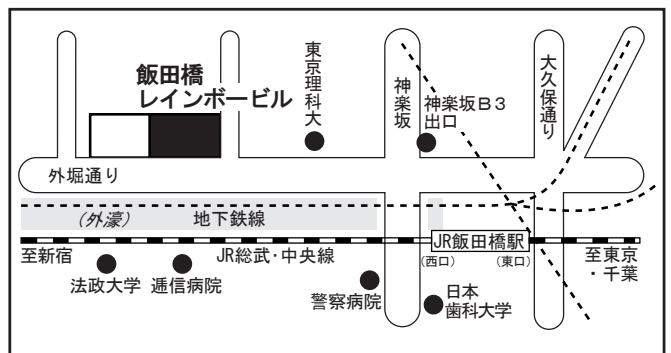 飯田橋
レインボービル
東京理科大
神楽坂
神楽坂B3
出口
大久保通り
外堀通り
(外濠)
地下鉄線
JR飯田橋駅
(西口)
(東口)
至新宿
JR総武・中央線
至東京
・千葉
法政大学
逓信病院
警察病院
日本
歯科大学